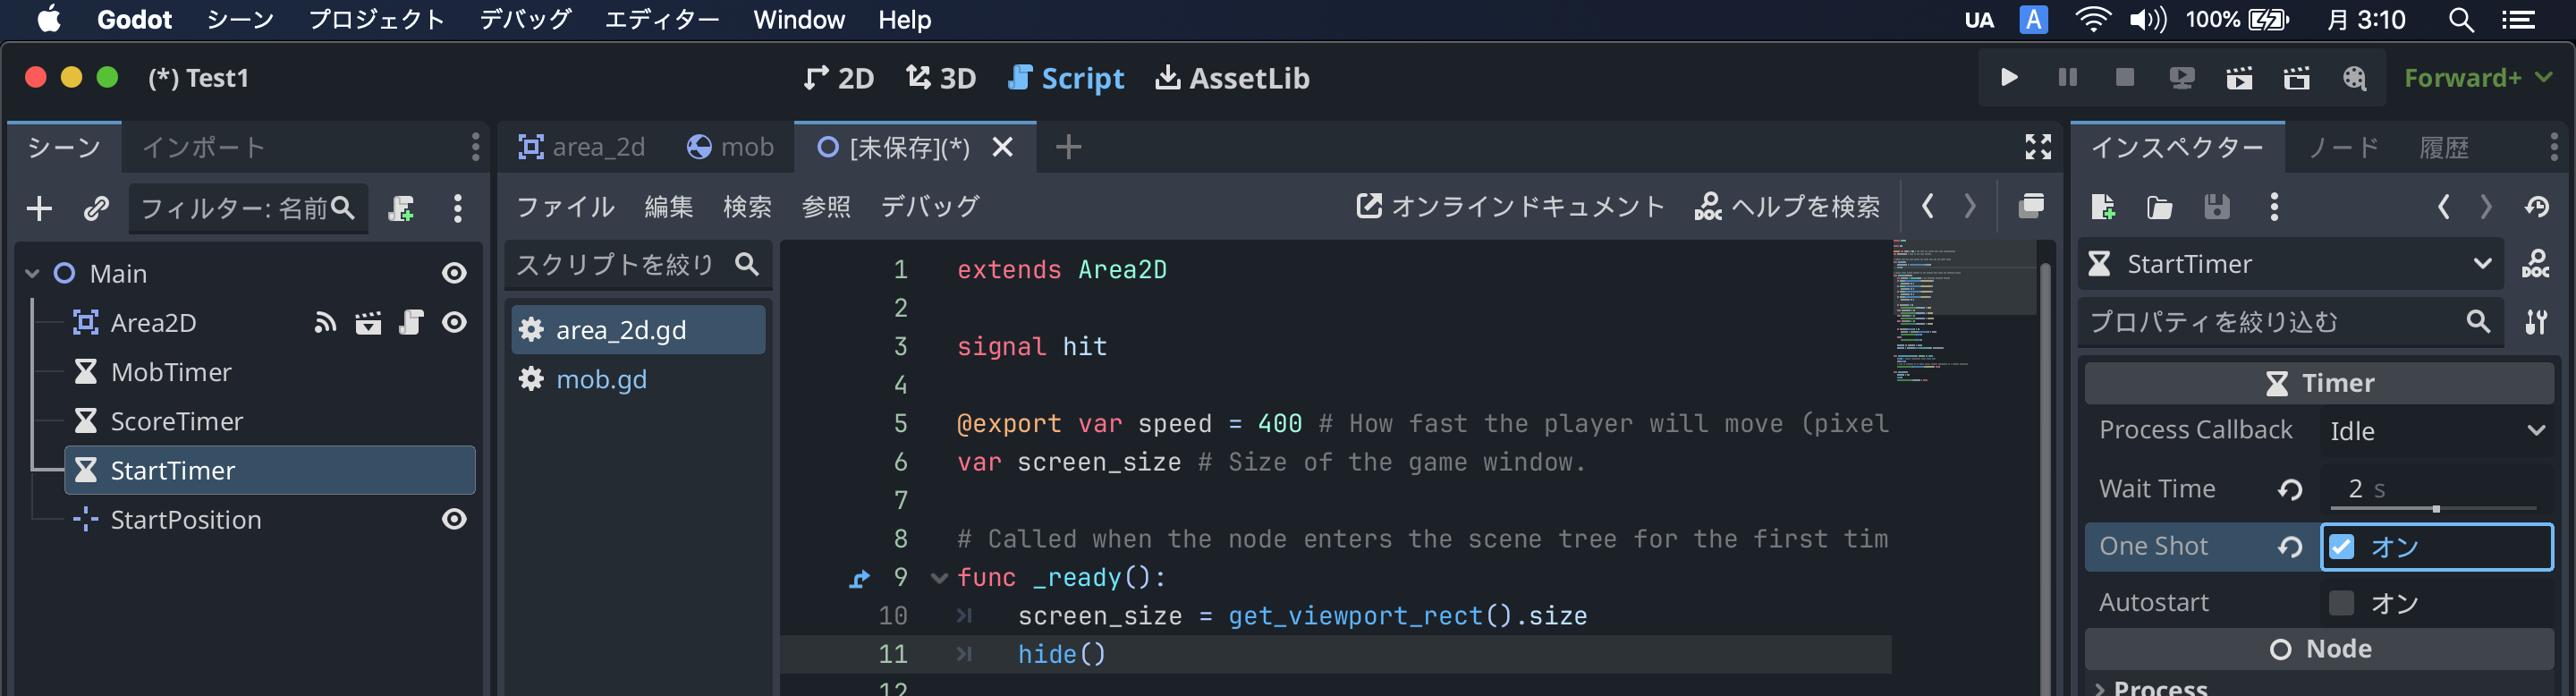 Godot シーン プロジェクト デバッグ エディター Window Help UA A 100% 月 3:10
(*) Test1 2D 3D Script AssetLib Forward+
シーン インポート area_2d mob [未保存](*) インスペクター ノード 履歴
フィルター: 名前 ファイル 編集 検索 参照 デバッグ オンラインドキュメント DOC ヘルプを検索
Main
Area2D
MobTimer
ScoreTimer
StartTimer
StartPosition
スクリプトを絞り
area_2d.gd
mob.gd
1 extends Area2D
2
3 signal hit
4
5 @export var speed = 400 # How fast the player will move (pixel
6 var screen_size # Size of the game window.
7
8 # Called when the node enters the scene tree for the first tim
9 func _ready():
10 screen_size = get_viewport_rect().size
11 hide()
12
StartTimer DOC
プロパティを絞り込む
Timer
Process Callback Idle
Wait Time 2 s
One Shot オン
Autostart オン
Node
Process